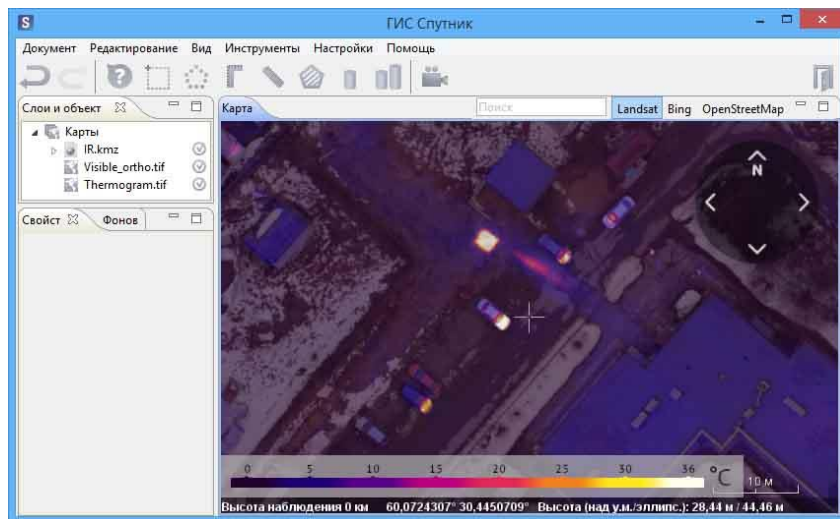 ГИС Спутник
Документ Редактирование Вид Инструменты Настройки Помощь
Слои и объект
Карты
IR.kmz
Visible_ortho.tif
Thermogram.tif
Свойст Фонов
Карта Поиск Landsat Bing OpenStreetMap
N
0 5 10 15 20 25 30 36 °C
10 м
Высота наблюдения 0 км 60,0724307° 30,4450709° Высота (над у.м./эллипс.): 28,44 м / 44,46 м